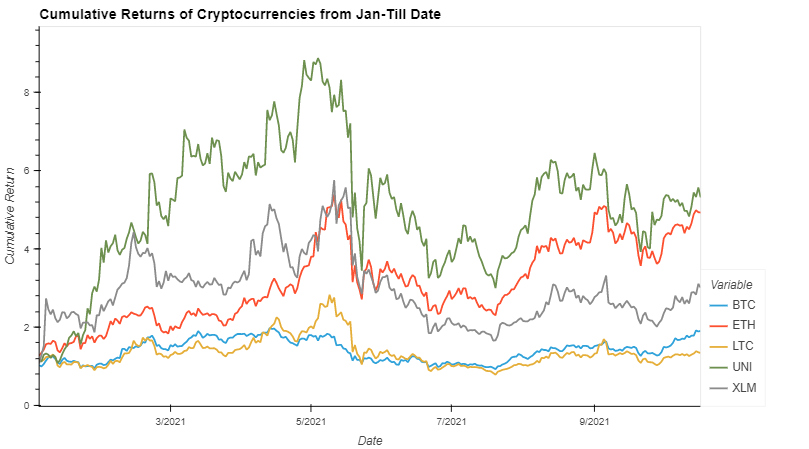 Cumulative Returns of Cryptocurrencies from Jan-Till Date
Cumulative Return
8
6
4
2
0
3/2021
5/2021
7/2021
9/2021
Date
Variable
BTC
ETH
LTC
UNI
XLM